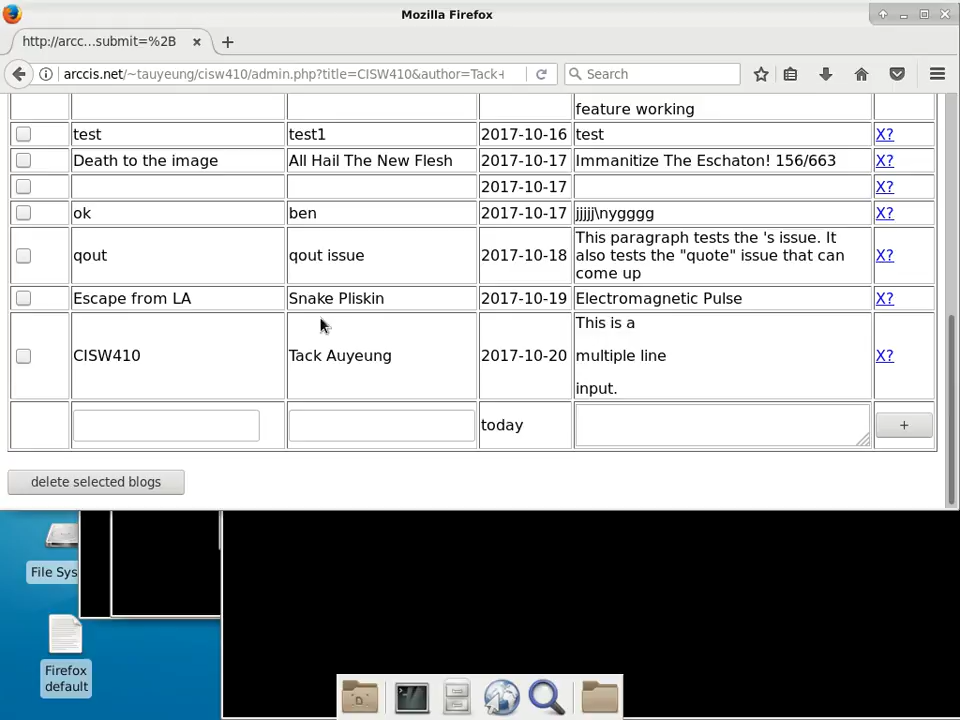 Mozilla Firefox
http://arcc...submit=%2B
arccis.net/~tauyeung/cisw410/admin.php?title=CISW410&author=Tack+
Search
feature working
test test1 2017-10-16 test X?
Death to the image All Hail The New Flesh 2017-10-17 Immanitize The Eschaton! 156/663 X?
2017-10-17 X?
ok ben 2017-10-17 jjjjj\nygggg X?
This paragraph tests the 's issue. It
qout qout issue 2017-10-18 also tests the "quote" issue that can X?
come up
Escape from LA Snake Pliskin 2017-10-19 Electromagnetic Pulse X?
This is a
CISW410 Tack Auyeung 2017-10-20 multiple line X?
input.
today +
delete selected blogs
File Sys
Firefox
default